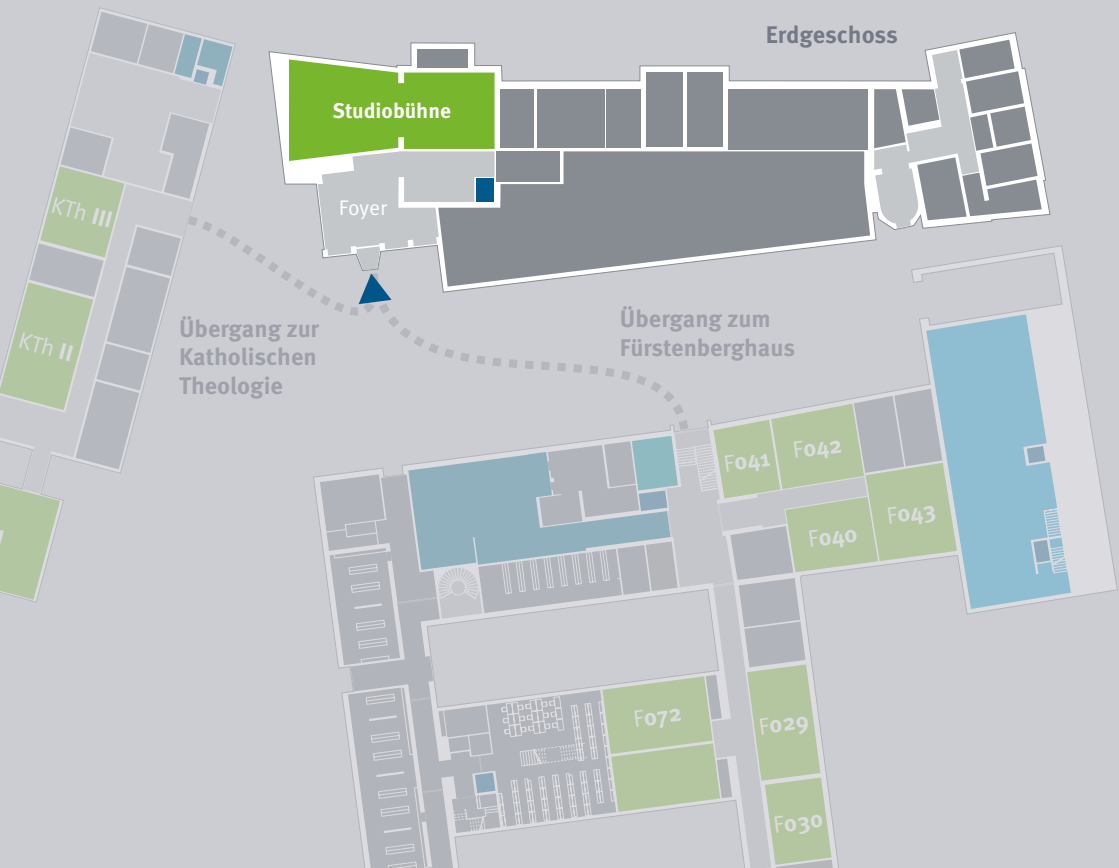 Erdgeschoss
Studiobühne
Foyer
KTh III
KTh II
Übergang zur
Katholischen
Theologie
Übergang zum
Fürstenberghaus
F041
F042
F043
F040
F072
F029
F030